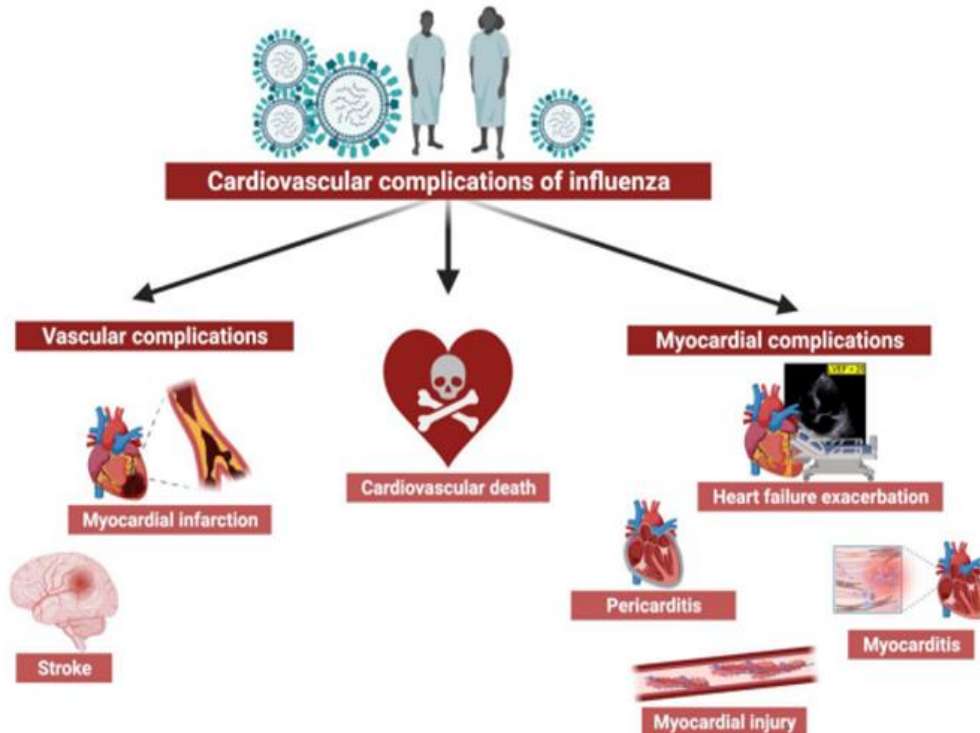 Cardiovascular complications of influenza
Vascular complications
Myocardial infarction
Stroke
Cardiovascular death
Myocardial complications
Heart failure exacerbation
Pericarditis
Myocarditis
Myocardial injury